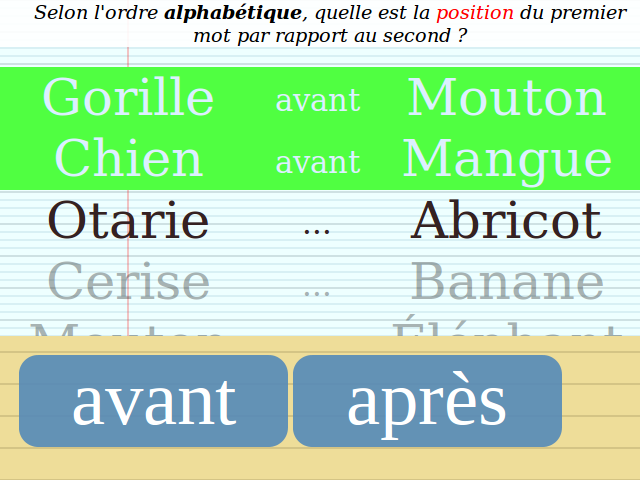 Selon l'ordre alphabétique, quelle est la position du premier
mot par rapport au second ?
Gorille avant Mouton
Chien avant Mangue
Otarie ... Abricot
Cerise ... Banane
Mouton Éléphant
avant après